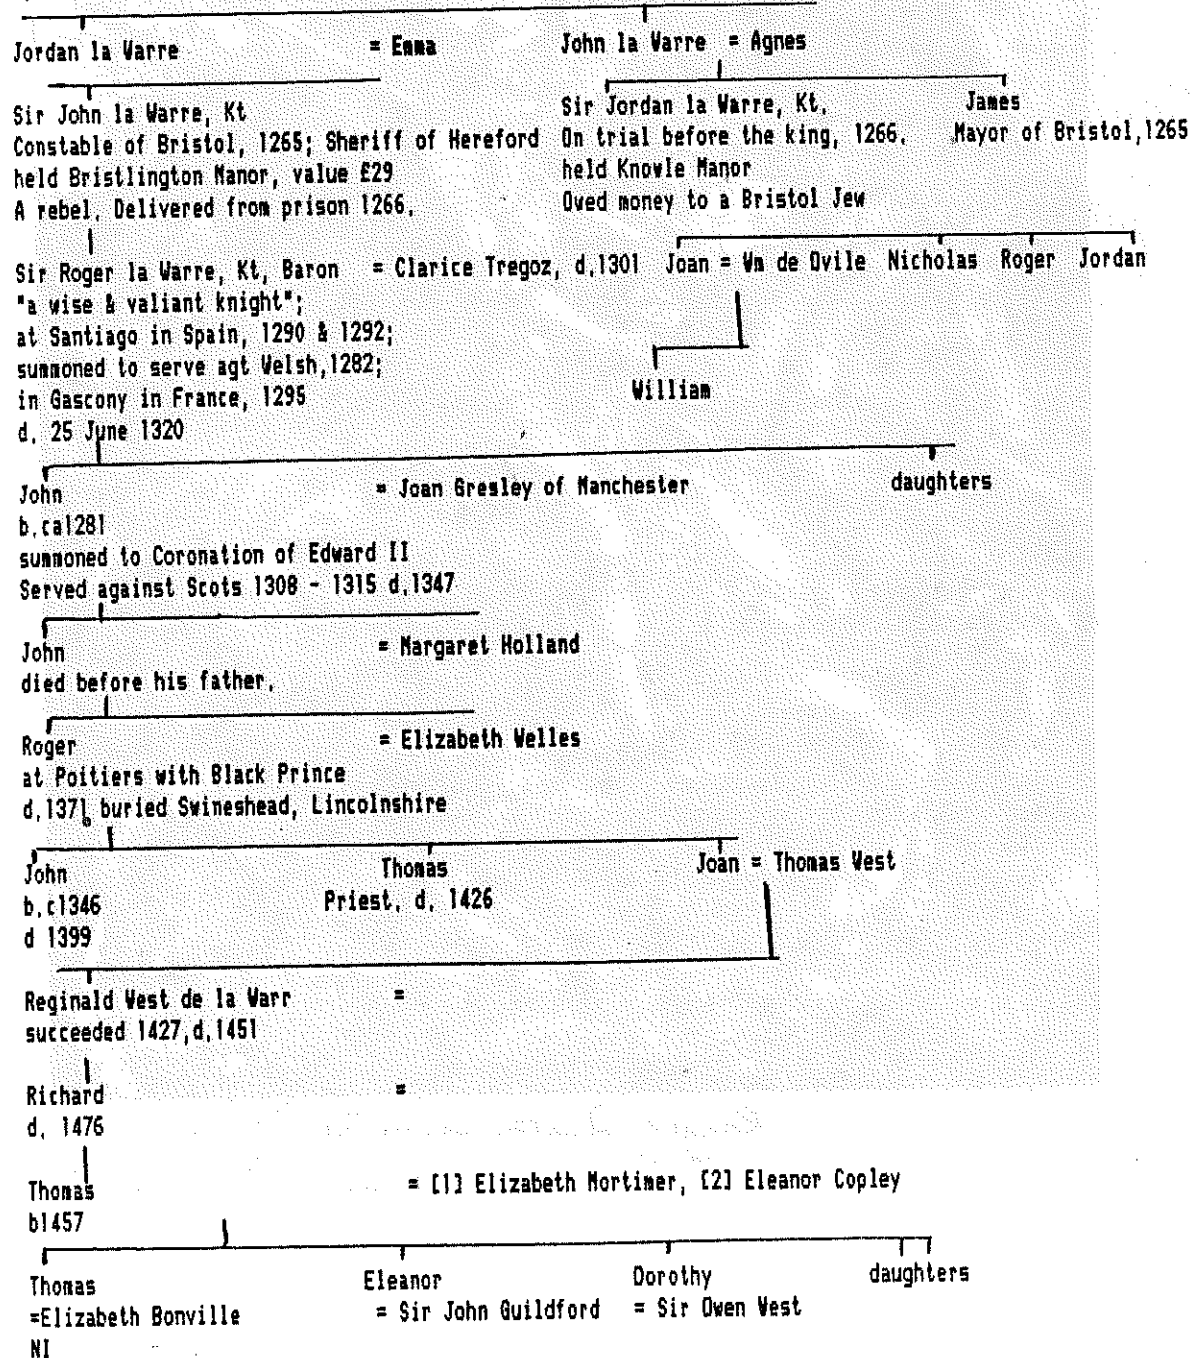 Jordan la Warre = Emma John la Warre = Agnes
Sir John la Warre, Kt Sir Jordan la Warre, Kt. James
Constable of Bristol, 1265; Sheriff of Hereford On trial before the king, 1266. Mayor of Bristol,1265
held Bristlington Manor, value £29 held Knowle Manor
A rebel. Delivered from prison 1266. Owed money to a Bristol Jew
Sir Roger la Warre, Kt, Baron = Clarice Tregoz, d.1301 Joan = Wm de Ovile Nicholas Roger Jordan
"a wise & valiant knight";
at Santiago in Spain, 1290 & 1292;
summoned to serve agt Welsh,1282;
in Gascony in France, 1295 William
d. 25 June 1320
John = Joan Gresley of Manchester daughters
b.ca1281
summoned to Coronation of Edward II
Served against Scots 1308 - 1315 d.1347
John = Margaret Holland
died before his father.
Roger = Elizabeth Welles
at Poitiers with Black Prince
d.1371 buried Swineshead, Lincolnshire
John Thomas Joan = Thomas West
b.c1346 Priest. d. 1426
d 1399
Reginald West de la Warr =
succeeded 1427,d.1451
Richard =
d. 1476
Thomas = [1] Elizabeth Mortimer, [2] Eleanor Copley
b1457
Thomas Eleanor Dorothy daughters
=Elizabeth Bonville = Sir John Guildford = Sir Owen West
NI